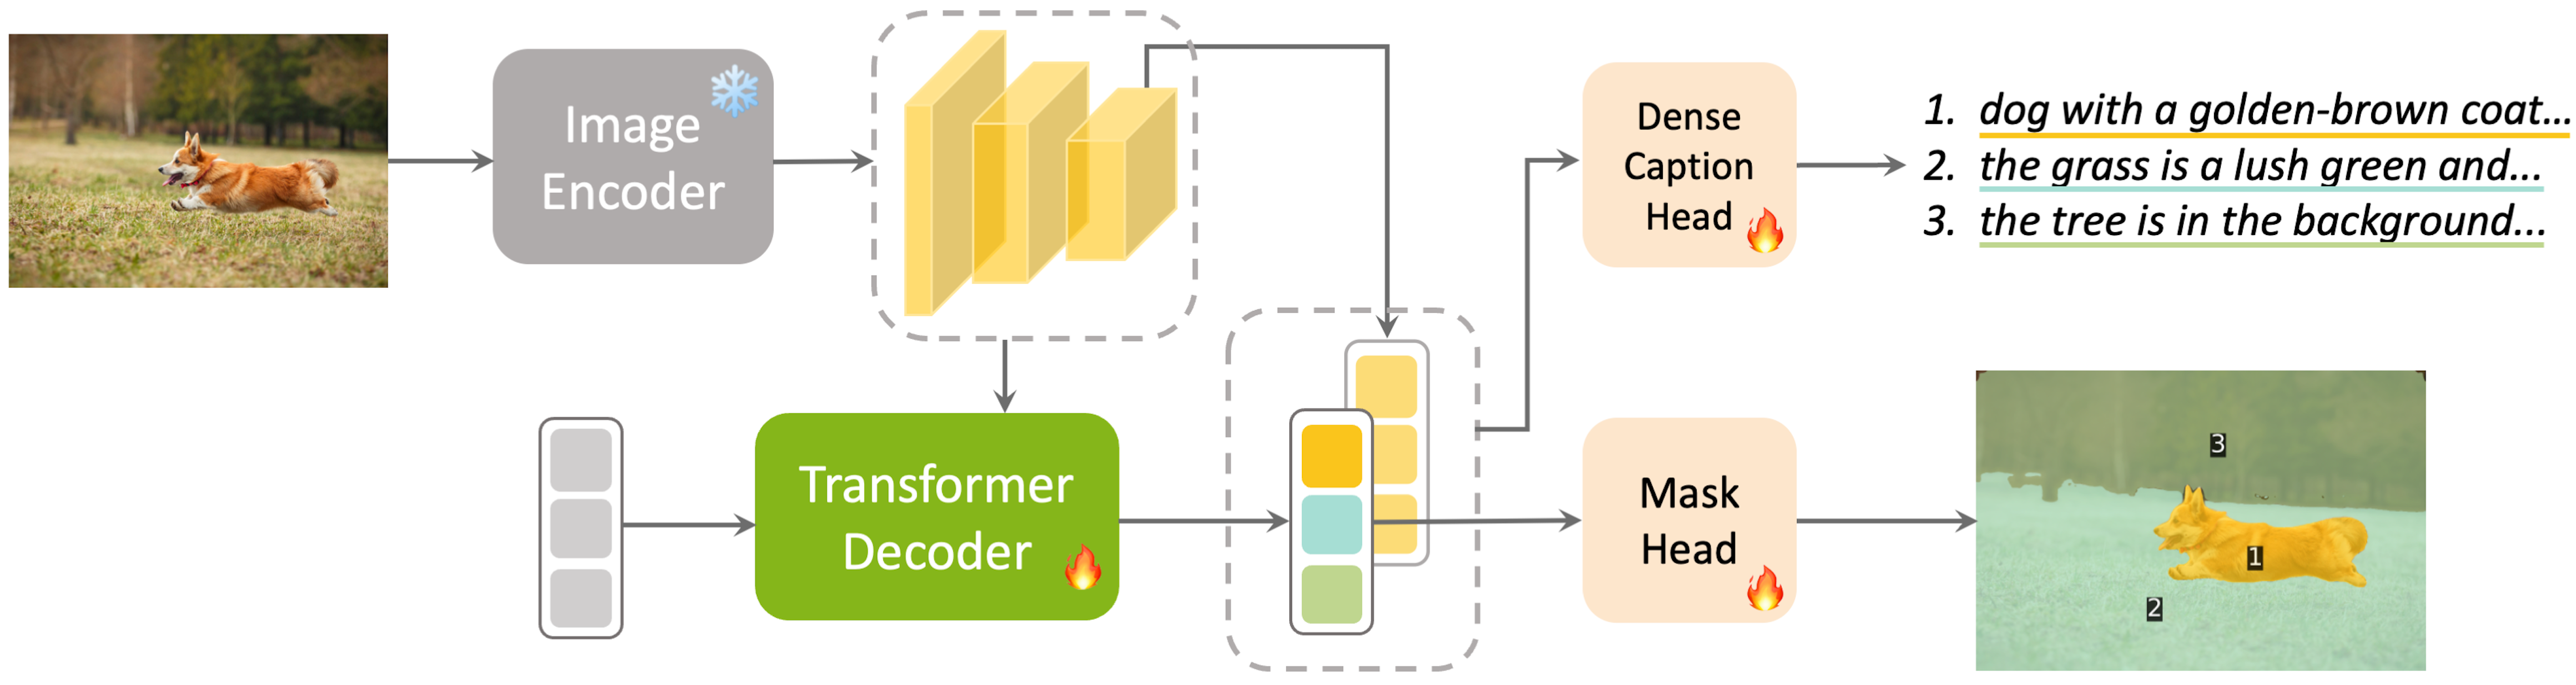 Image
Encoder
Dense
Caption
Head
1. dog with a golden-brown coat...
2. the grass is a lush green and...
3. the tree is in the background...
Transformer
Decoder
Mask
Head
3
1
2